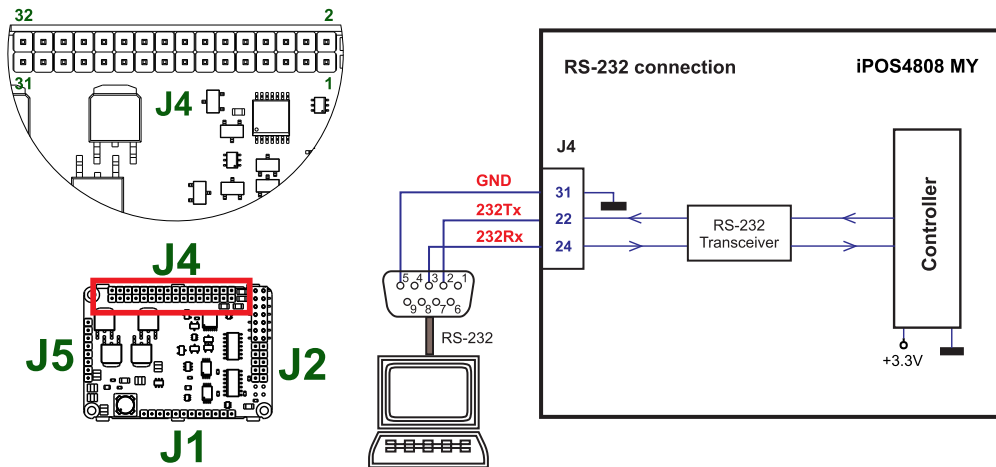 32 2
31 1
J4
J4
J5
J2
J1
RS-232 connection
iPOS4808 MY
J4
GND
31
232Tx
22
232Rx
24
RS-232
Transceiver
Controller
+3.3V
5 4 3 2 1
9 8 7 6
RS-232